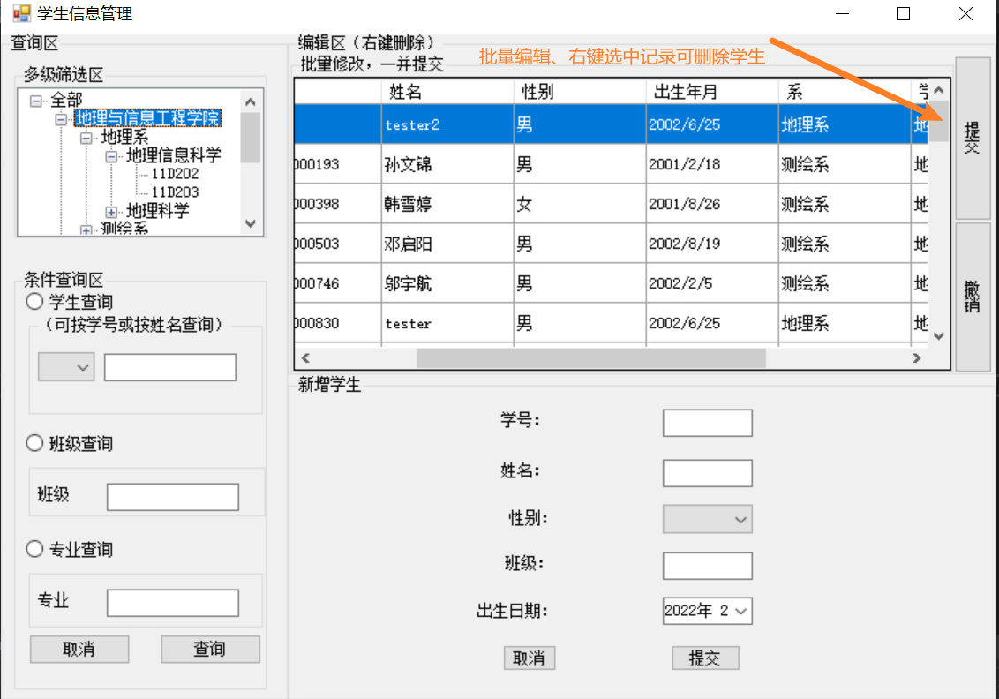 学生信息管理
查询区
多级筛选区
全部
地理与信息工程学院
地理系
地理信息科学
11D202
11D203
地理科学
测绘系
条件查询区
学生查询
(可按学号或按姓名查询)
班级查询
班级
专业查询
专业
取消 查询
编辑区(右键删除)
批量修改，一并提交
批量编辑、右键选中记录可删除学生
姓名 性别 出生年月 系
tester2 男 2002/6/25 地理系 地
000193 孙文锦 男 2001/2/18 测绘系 地
000398 韩雪婷 女 2001/8/26 测绘系 地
000503 邓启阳 男 2002/8/19 测绘系 地
000746 邬宇航 男 2002/2/5 测绘系 地
000830 tester 男 2002/6/25 地理系 地
提交
撤销
新增学生
学号:
姓名:
性别:
班级:
出生日期: 2022年 2
取消 提交